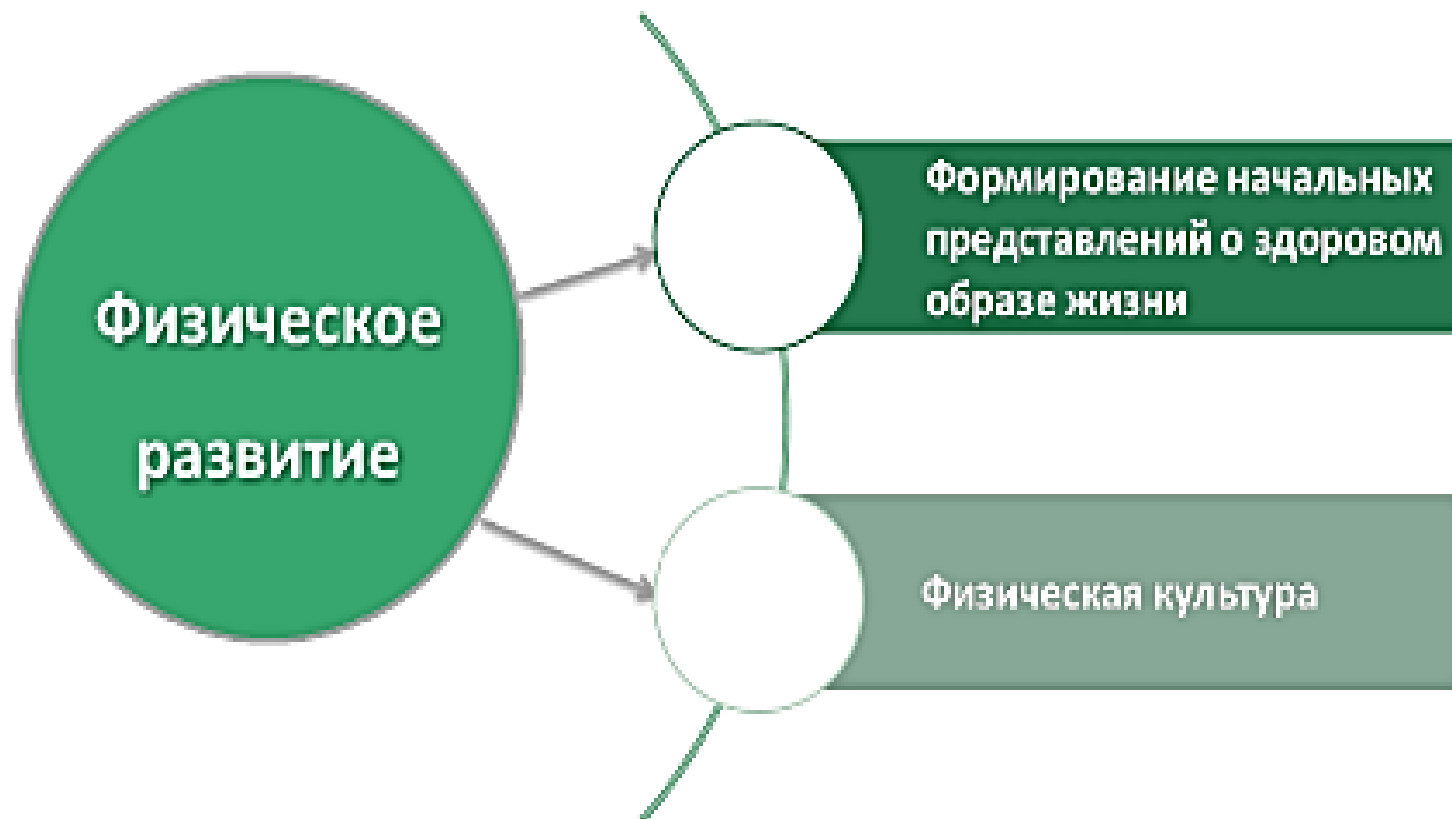 Физическое
развитие
Формирование начальных
представлений о здоровом
образе жизни
Физическая культура